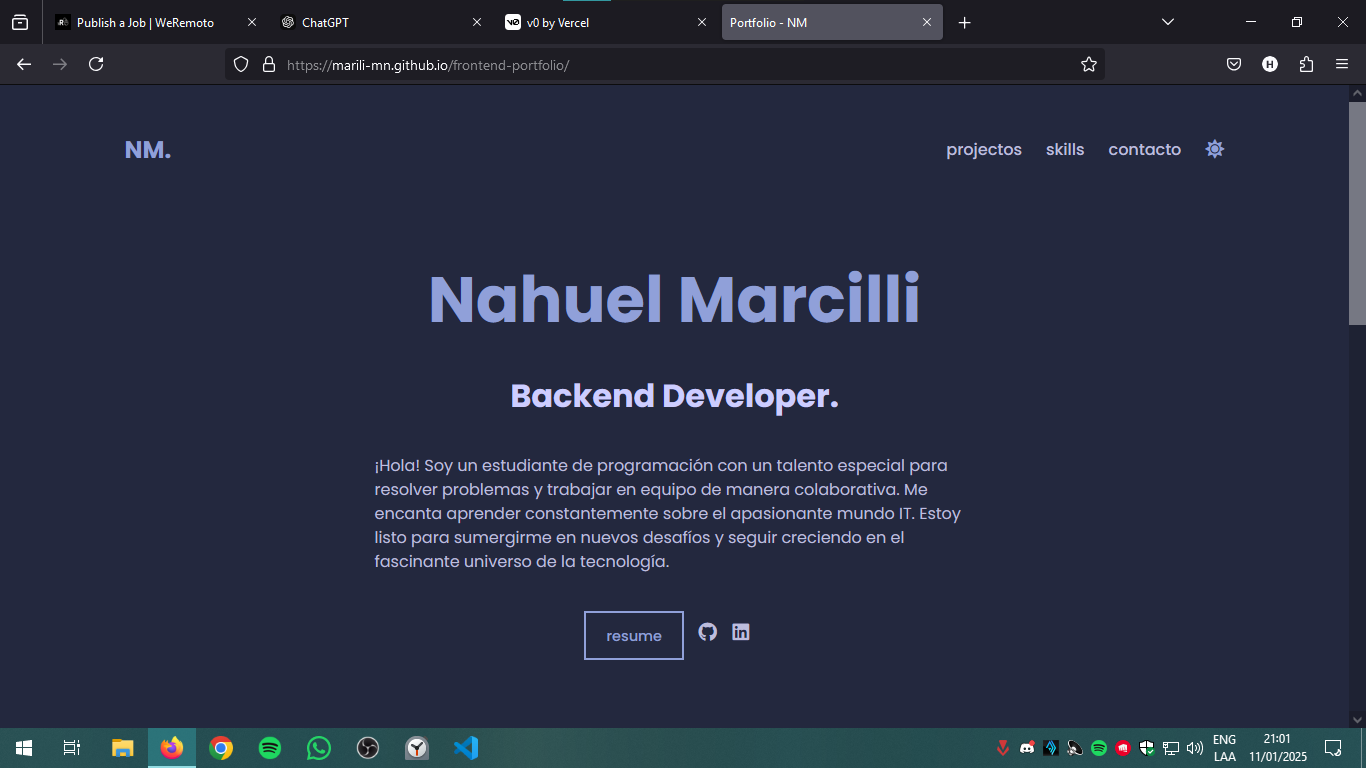 Publish a Job | WeRemoto
ChatGPT
v0 by Vercel
Portfolio - NM
https://marili-mn.github.io/frontend-portfolio/
H
NM.
projectos skills contacto
Nahuel Marcilli
Backend Developer.
¡Hola! Soy un estudiante de programación con un talento especial para
resolver problemas y trabajar en equipo de manera colaborativa. Me
encanta aprender constantemente sobre el apasionante mundo IT. Estoy
listo para sumergirme en nuevos desafíos y seguir creciendo en el
fascinante universo de la tecnología.
resume
ENG 21:01
LAA 11/01/2025